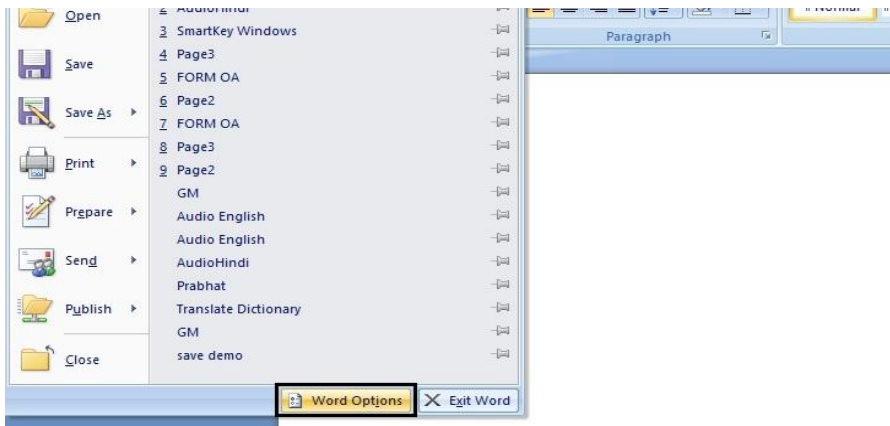 Open
Save
Save As
Print
Prepare
Send
Publish
Close
2 AudioHindi
3 SmartKey Windows
4 Page3
5 FORM OA
6 Page2
7 FORM OA
8 Page3
9 Page2
GM
Audio English
Audio English
AudioHindi
Prabhat
Translate Dictionary
GM
save demo
Word Options
Exit Word
Paragraph